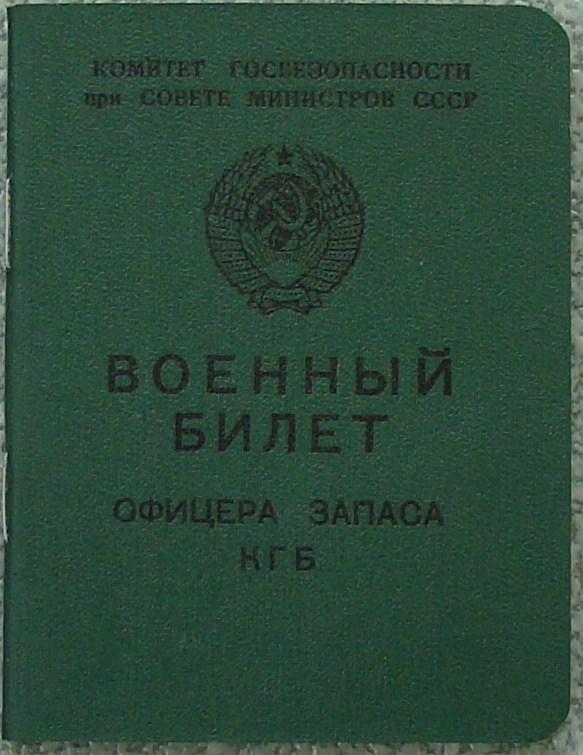 КОМИТЕТ ГОСБЕЗОПАСНОСТИ
при СОВЕТЕ МИНИСТРОВ СССР
ВОЕННЫЙ
БИЛЕТ
ОФИЦЕРА ЗАПАСА
КГБ